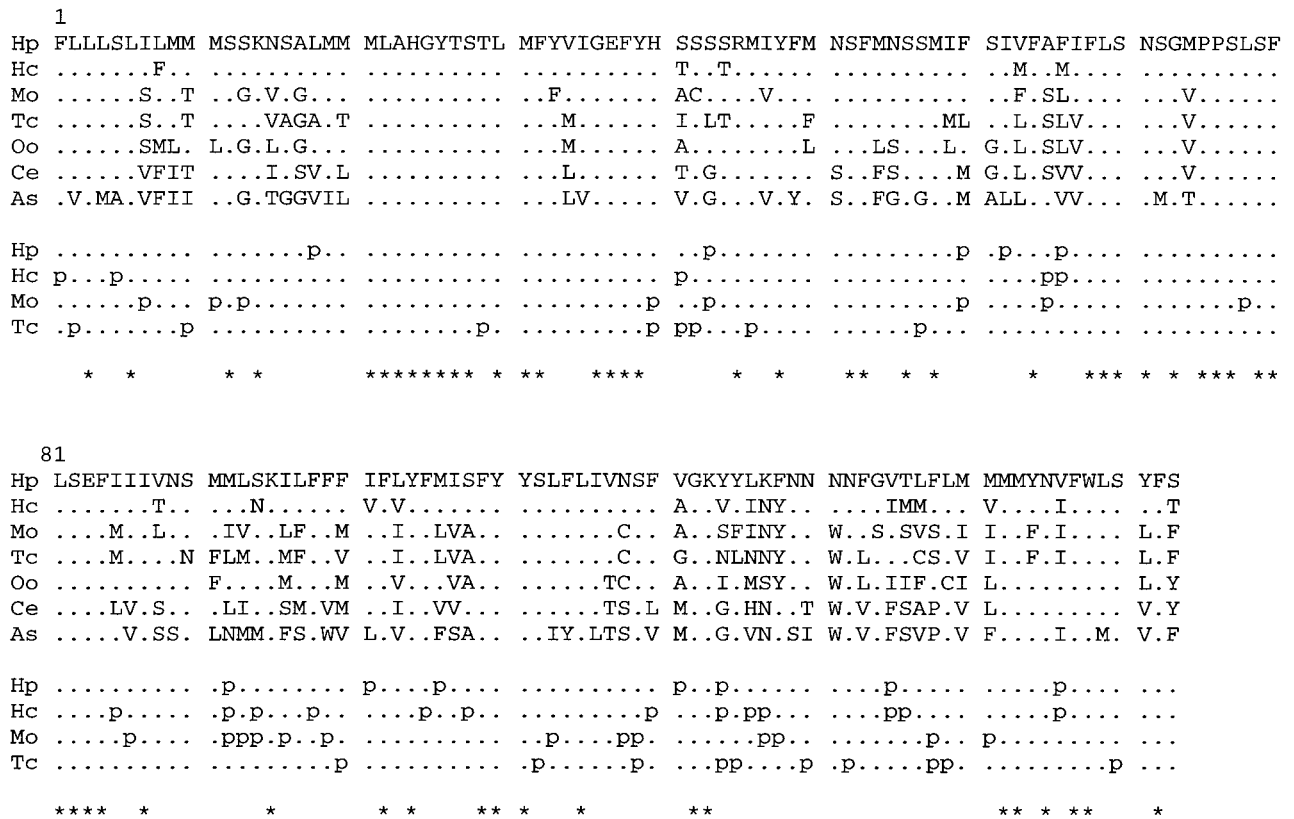 1
Hp FLLLSLILMM MSSKNSALMM MLAHGYTSTL MFYVIGEFYH SSSSRMIYFM NSFMNSSMIF SIVFAFIFLS NSGMPPSLSF
Hc .......F.. .......... .......... .......... T..T...... .......... ..M..M.... ..........
Mo ......S..T ..G.V.G... .......... ..F....... AC...V.... .......... ..F.SL.... ...V......
Tc ......S..T ....VAGA.T .......... ...M...... I.LT.....F ........ML ..L.SLV... ...V......
Oo ......SML. L.G.L.G... .......... ...M...... A........L ...LS...L. G.L.SLV... ...V......
Ce ......VFIT ....I.SV.L .......... ...L...... T.G....... S..FS....M G.L.SVV... ...V......
As .V.MA.VFII ..G.TGGVIL .......... ...LV..... V.G...V.Y. S..FG.G..M ALL..VV... .M.T......
Hp .......... .......p.. .......... .......... ..p....... .........p .p...p.... ..........
Hc p...p..... .......... .......... .......... p......... .......... ....pp.... ..........
Mo ......p... p.p....... .......... .........p ..p....... .........p ....p..... .......p..
Tc .p.......p .......... ........p. .........p pp...p.... ......p... .......... ..........
* * * * ******** * ** **** * * ** * * * *** * * *** **
81
Hp LSEFIIIVNS MMLSKILFFF IFLYFMISFY YSLFLIVNSF VGKYYLKFNN NNFGVTLFLM MMMYNVFWLS YFS
Hc .......T.. ...N...... V.V....... .......... A..V.INY.. ....IMM... V....I.... ..T
Mo ....M..L.. .IV..LF..M ..I..LVA.. .......C.. A..SFINY.. W..S.SVS.I I..F.I.... L.F
Tc ....M....N FLM..MF..V ..I..LVA.. .......C.. G..NLNNY.. W.L...CS.V I..F.I.... L.F
Oo .......... F....M...M ..V...VA.. ......TC.. A..I.MSY.. W.L.IIF.CI L......... L.Y
Ce ....LV.S.. .LI..SM.VM ..I..VV... ......TS.L M..G.HN..T W.V.FSAP.V L......... V.Y
As .....V.SS. LNMM.FS.WV L.V..FSA.. ..IY.LTS.V M..G.VN.SI W.V.FSVP.V F....I..M. V.F
Hp .......... .p........ p....p.... .......... p..p...... ....p..... .....p.... ...
Hc ....p..... .p.p...p.. ....p..p.. .........p ...p.pp... ....pp.... .....p.... ...
Mo .....p.... .ppp.p..p. .......... ..p....pp. ......pp.. .......p.. p......... ...
Tc .......... .........p .......... .p......p. ...pp....p .p.....pp. .........p. ...
**** * * * * ** * * ** ** * ** *